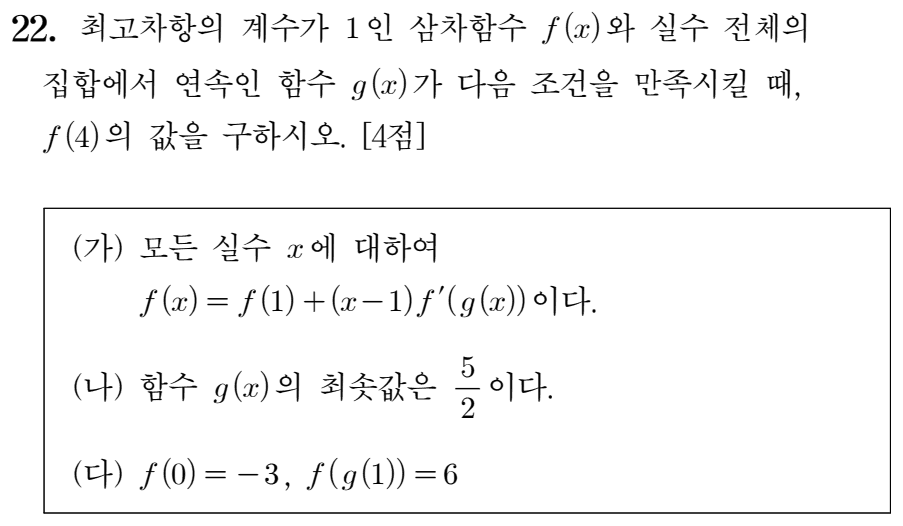 22. 최고차항의 계수가 1인 삼차함수 f(x)와 실수 전체의
집합에서 연속인 함수 g(x)가 다음 조건을 만족시킬 때,
f(4)의 값을 구하시오. [4점]
(가) 모든 실수 x에 대하여
f(x)=f(1)+(x-1)f′(g(x))이다.
(나) 함수 g(x)의 최솟값은 5/2이다.
(다) f(0)=-3, f(g(1))=6